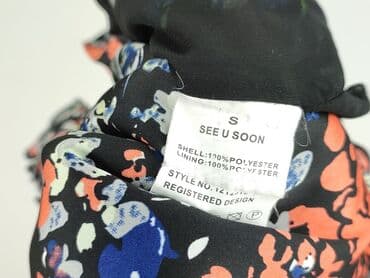 S
SEE U SOON
SHELL:100%POLYESTER
LINING:100%POLYESTER
STYLE NO.
REGISTERED DESIGN
P